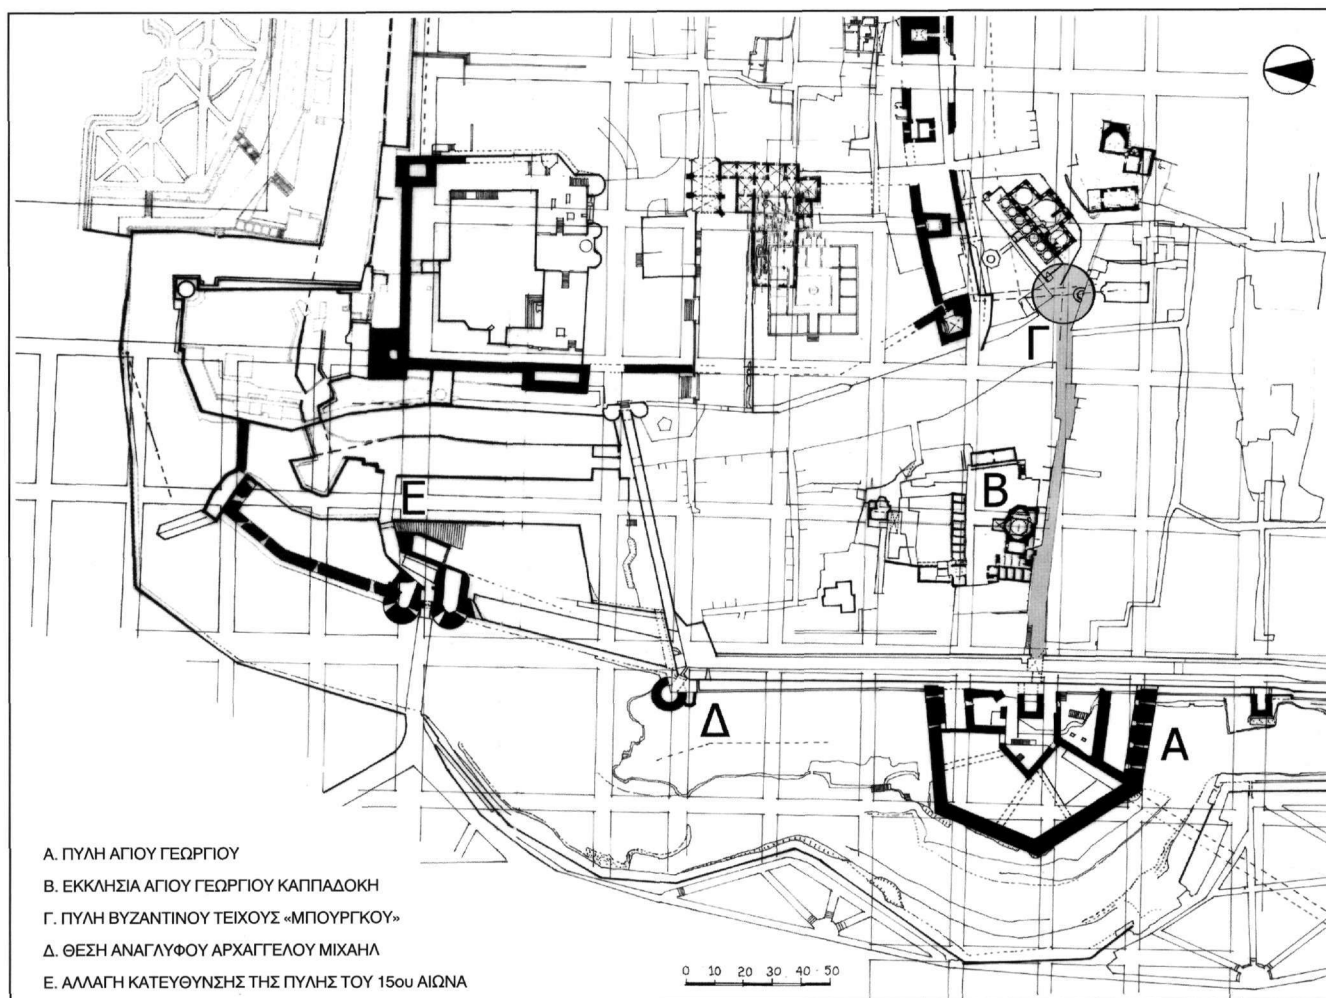 Γ
Β
Ε
Δ
Α
Α. ΠΥΛΗ ΑΓΙΟΥ ΓΕΩΡΓΙΟΥ
Β. ΕΚΚΛΗΣΙΑ ΑΓΙΟΥ ΓΕΩΡΓΙΟΥ ΚΑΠΠΑΔΟΚΗ
Γ. ΠΥΛΗ ΒΥΖΑΝΤΙΝΟΥ ΤΕΙΧΟΥΣ «ΜΠΟΥΡΓΚΟΥ»
Δ. ΘΕΣΗ ΑΝΑΓΛΥΦΟΥ ΑΡΧΑΓΓΕΛΟΥ ΜΙΧΑΗΛ
Ε. ΑΛΛΑΓΗ ΚΑΤΕΥΘΥΝΣΗΣ ΤΗΣ ΠΥΛΗΣ ΤΟΥ 15ου ΑΙΩΝΑ
0 10 20 30 40 50